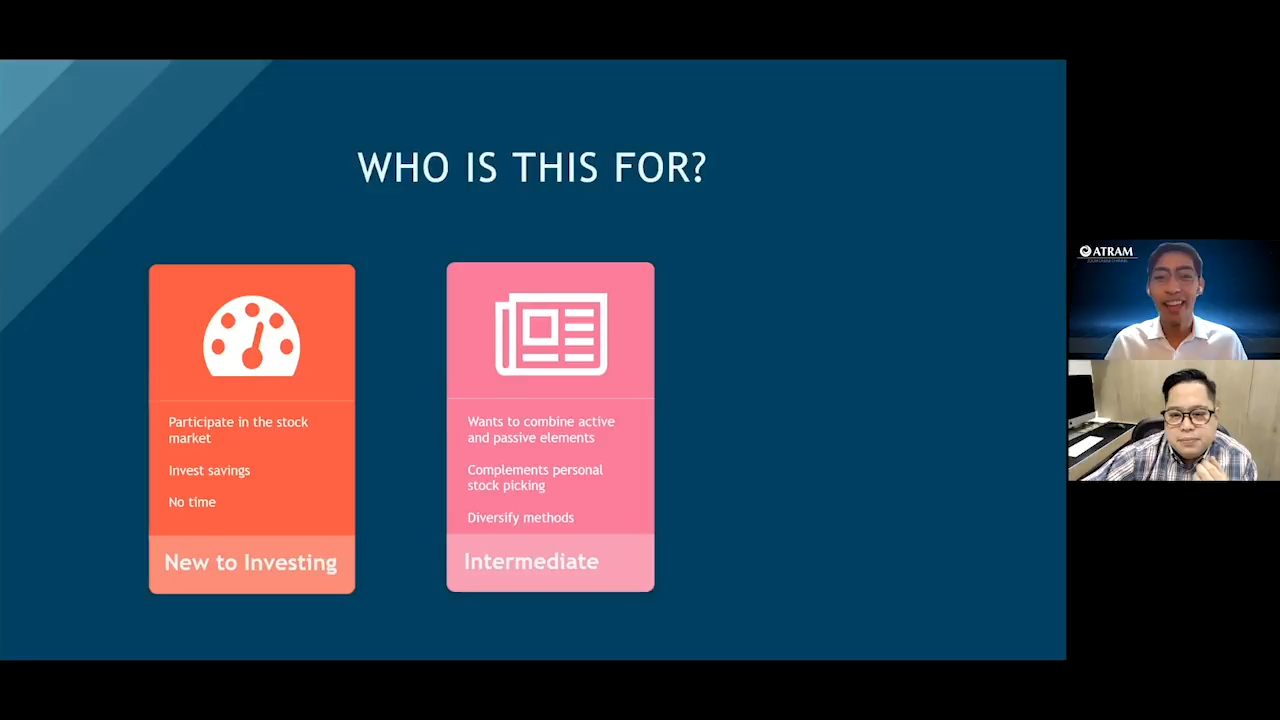 WHO IS THIS FOR?
Participate in the stock
market
Invest savings
No time
New to Investing
Wants to combine active
and passive elements
Complements personal
stock picking
Diversify methods
Intermediate
ATRAM